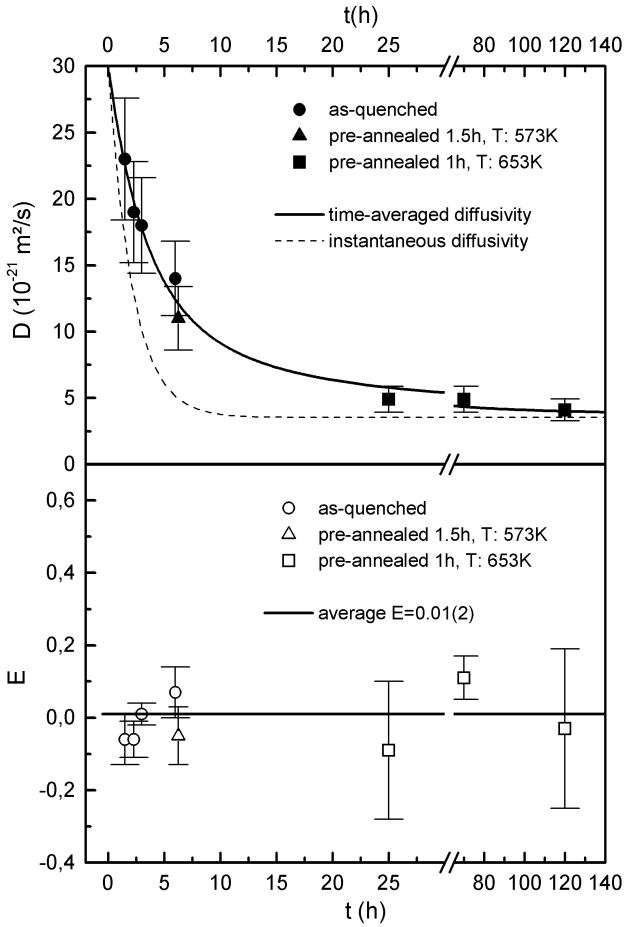 t(h)
0 5 10 15 20 25 80 100 120 140
30
25
20
15
10
5
0
D (10⁻²¹ m²/s)
as-quenched
pre-annealed 1.5h, T: 573K
pre-annealed 1h, T: 653K
time-averaged diffusivity
instantaneous diffusivity
0,6
0,4
0,2
0,0
-0,2
-0,4
E
as-quenched
pre-annealed 1.5h, T: 573K
pre-annealed 1h, T: 653K
average E=0.01(2)
0 5 10 15 20 25 80 100 120 140
t (h)